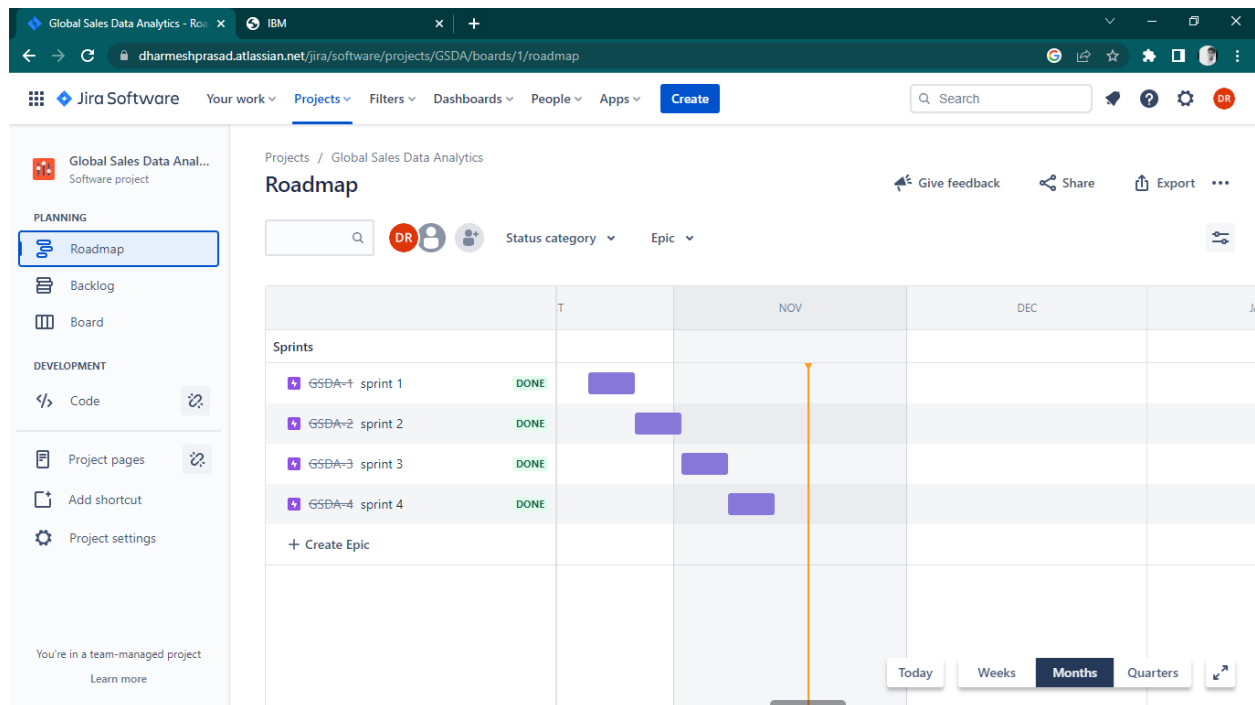 Global Sales Data Analytics - Roa
IBM
dharmeshprasad.atlassian.net/jira/software/projects/GSDA/boards/1/roadmap
Jira Software Your work Projects Filters Dashboards People Apps Create Search DR
Global Sales Data Anal...
Software project
PLANNING
Roadmap
Backlog
Board
DEVELOPMENT
Code
Project pages
Add shortcut
Project settings
You're in a team-managed project
Learn more
Projects / Global Sales Data Analytics
Roadmap
Give feedback Share Export
DR Status category Epic
T NOV DEC JA
Sprints
GSDA-1 sprint 1 DONE
GSDA-2 sprint 2 DONE
GSDA-3 sprint 3 DONE
GSDA-4 sprint 4 DONE
+ Create Epic
Today Weeks Months Quarters